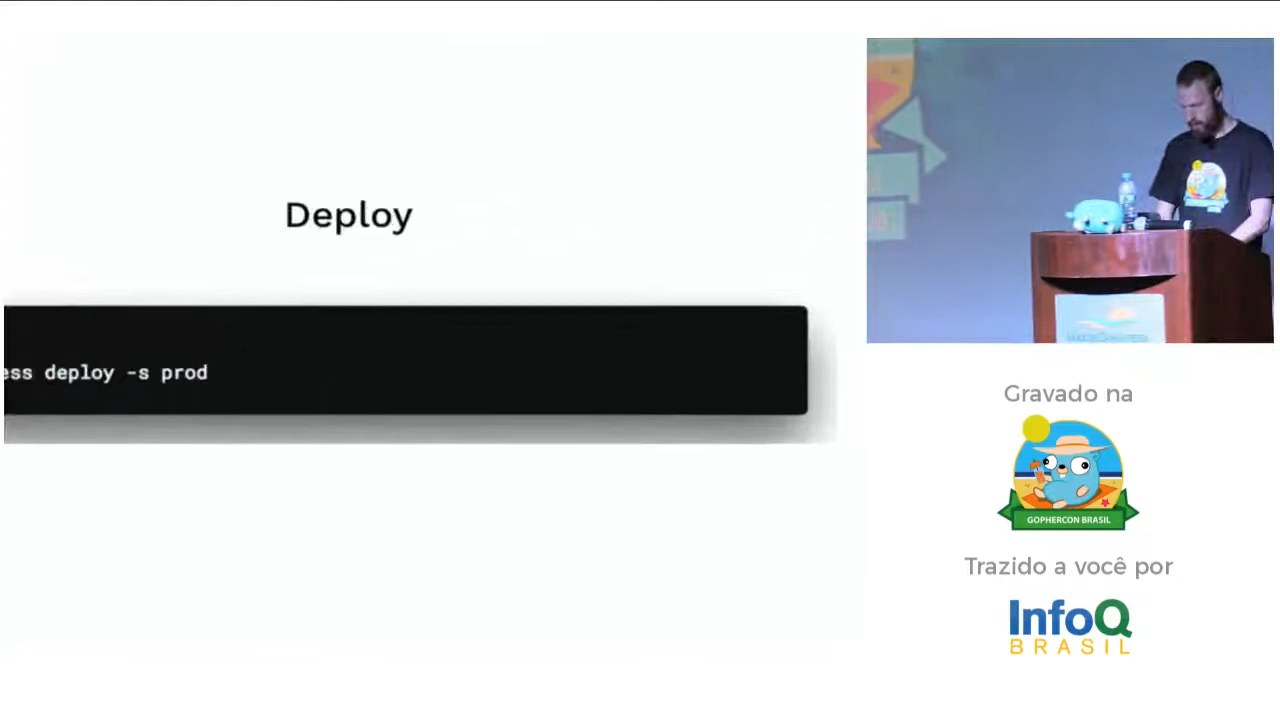 Deploy
ess deploy -s prod
Gravado na
GOPHERCON BRASIL
Trazido a você por
InfoQ
BRASIL